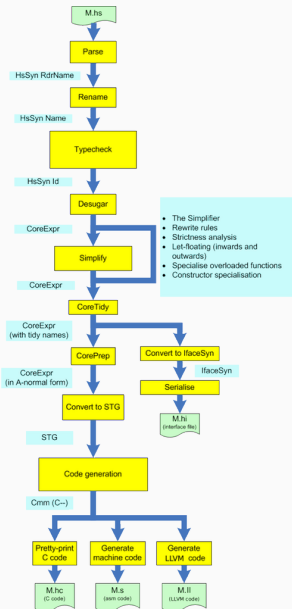 M.hs
Parse
HsSyn RdrName
Rename
HsSyn Name
Typecheck
HsSyn Id
Desugar
CoreExpr
Simplify
• The Simplifier
• Rewrite rules
• Strictness analysis
• Let-floating (inwards and
outwards)
• Specialise overloaded functions
• Constructor specialisation
CoreExpr
CoreTidy
CoreExpr
(with tidy names)
CorePrep
Convert to IfaceSyn
IfaceSyn
CoreExpr
(in A-normal form)
Serialise
Convert to STG
M.hi
(interface file)
STG
Code generation
Cmm (C--)
Pretty-print
C code
Generate
machine code
Generate
LLVM code
M.hc
(C code)
M.s
(asm code)
M.ll
(LLVM code)